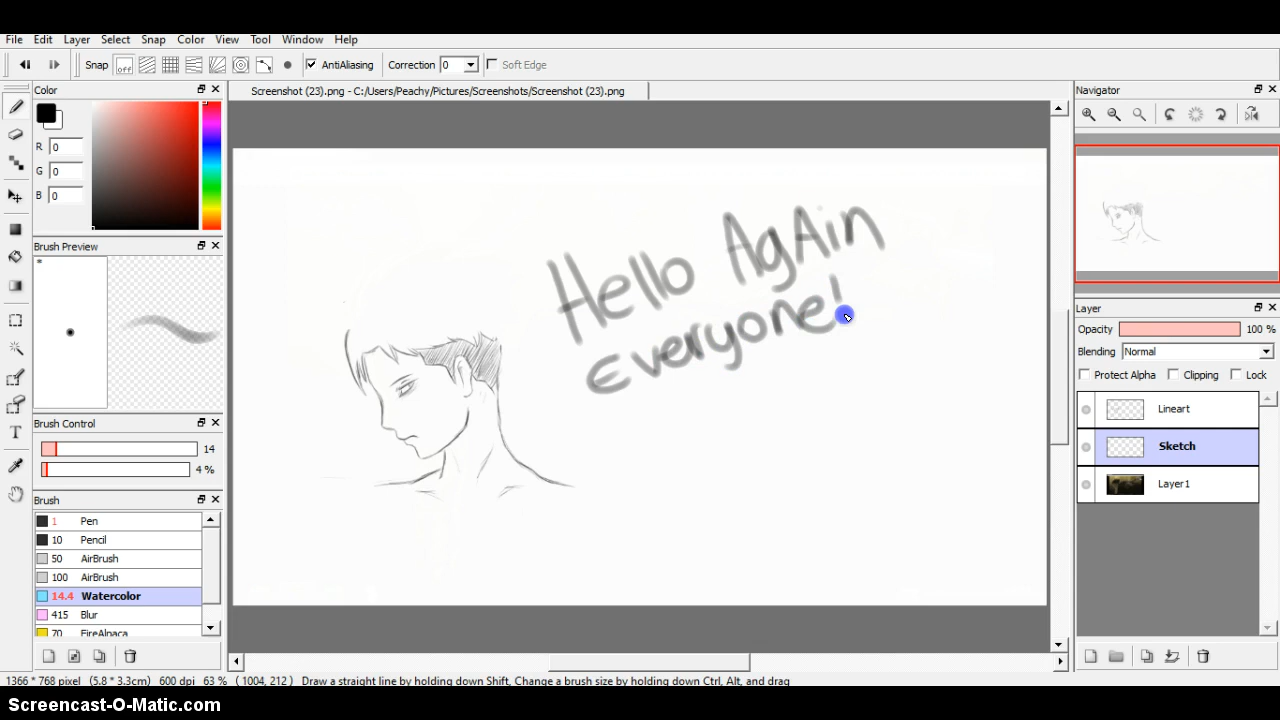 File Edit Layer Select Snap Color View Tool Window Help
Snap off AntiAliasing Correction 0 Soft Edge
Color
Screenshot (23).png - C:/Users/Peachy/Pictures/Screenshots/Screenshot (23).png
Navigator
R 0
G 0
B 0
Brush Preview
*
Hello AgAin
everyone!
Layer
Opacity 100 %
Blending Normal
Protect Alpha Clipping Lock
Lineart
Sketch
Layer1
Brush Control
14
4 %
Brush
1 Pen
10 Pencil
50 AirBrush
100 AirBrush
14.4 Watercolor
415 Blur
70 FireAlpaca
T
1366 * 768 pixel (5.8 * 3.3cm) 600 dpi 63 % ( 1004, 212 ) Draw a straight line by holding down Shift, Change a brush size by holding down Ctrl, Alt, and drag
Screencast-O-Matic.com